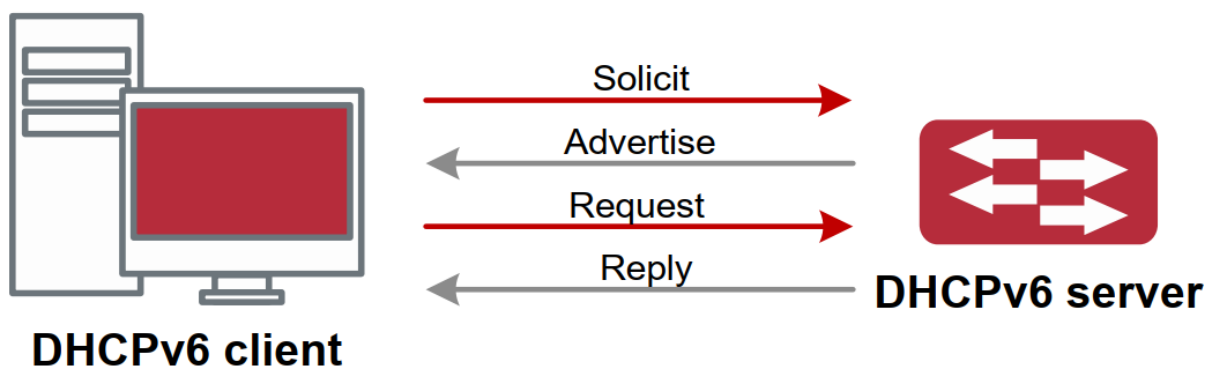 Solicit
Advertise
Request
Reply
DHCPv6 client
DHCPv6 server